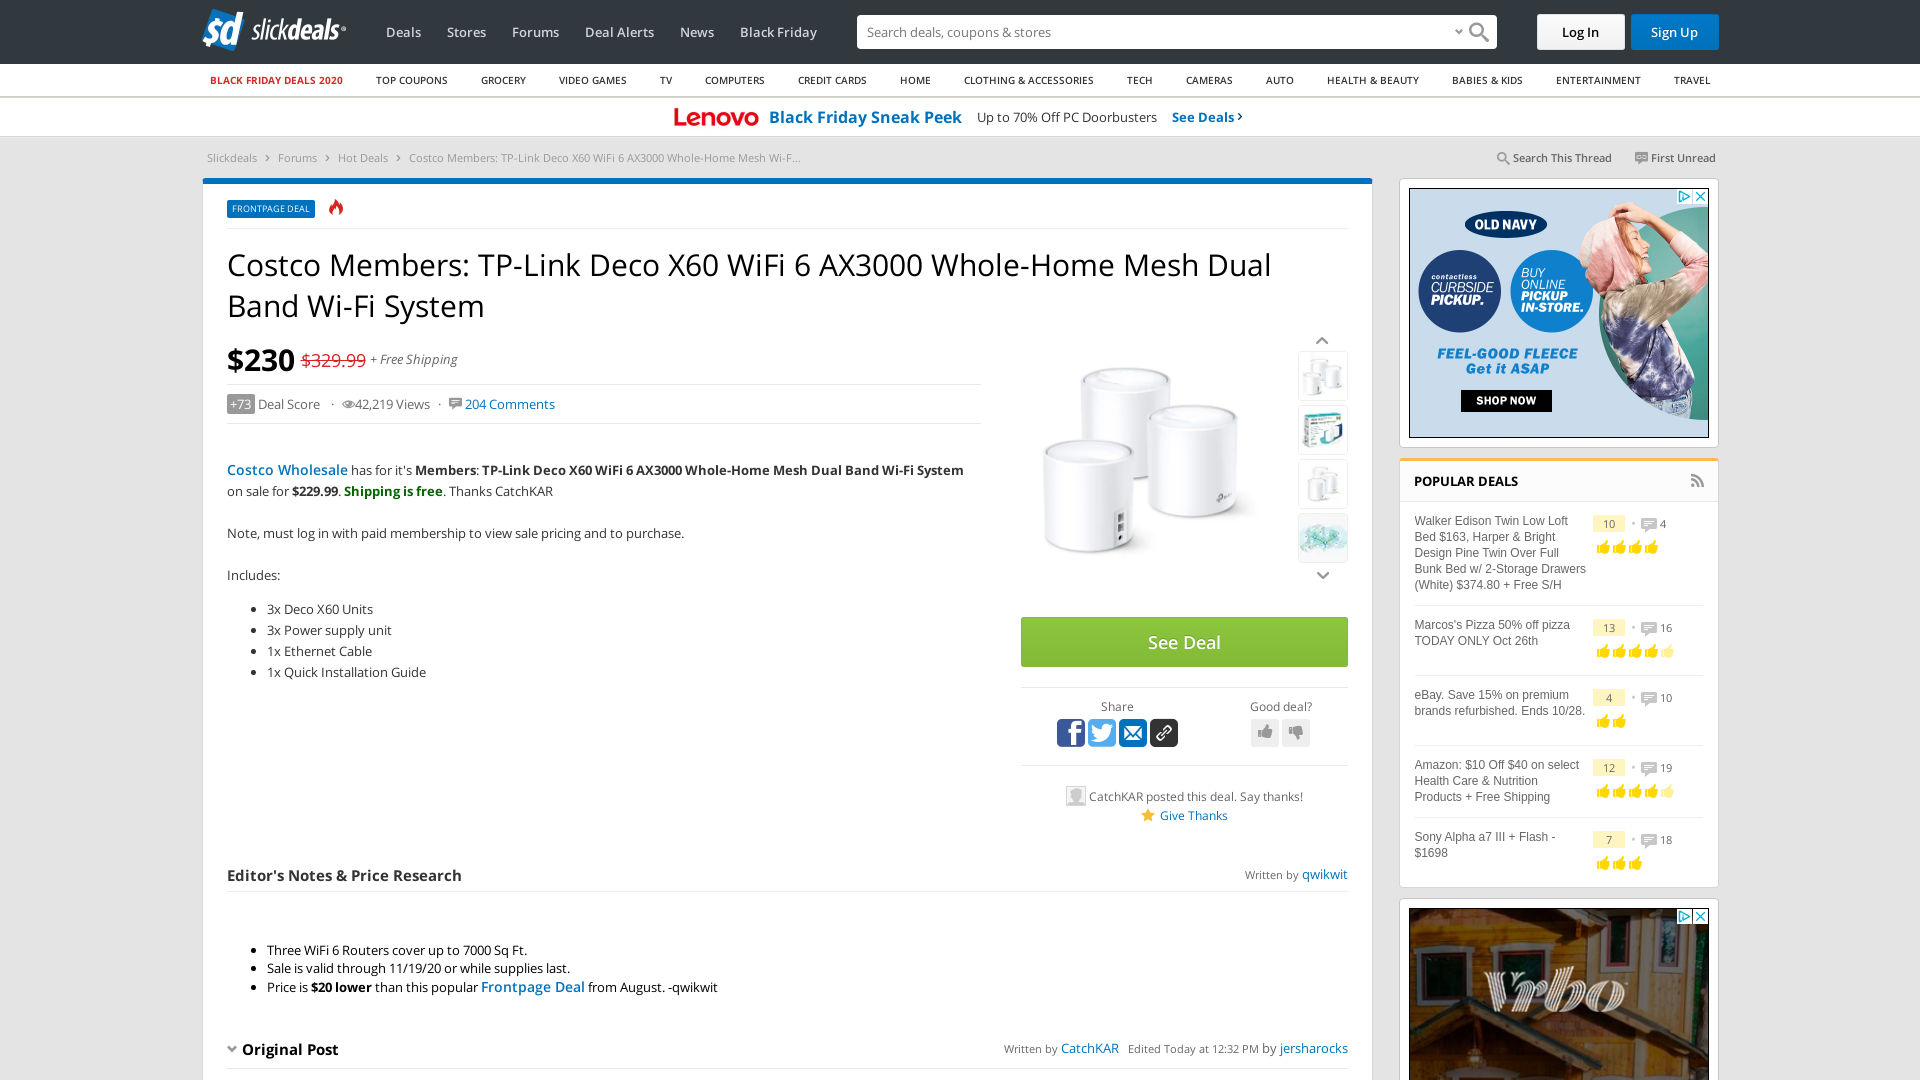 slickdeals
Deals
Stores
Forums
Deal Alerts
News
Black Friday
Search deals, coupons & stores
Log In
Sign Up
BLACK FRIDAY DEALS 2020
TOP COUPONS
GROCERY
VIDEO GAMES
TV
COMPUTERS
CREDIT CARDS
HOME
CLOTHING & ACCESSORIES
TECH
CAMERAS
AUTO
HEALTH & BEAUTY
BABIES & KIDS
ENTERTAINMENT
TRAVEL
Lenovo Black Friday Sneak Peek Up to 70% Off PC Doorbusters See Deals ›
Slickdeals › Forums › Hot Deals › Costco Members: TP-Link Deco X60 WiFi 6 AX3000 Whole-Home Mesh Wi-F...
Search This Thread
First Unread
FRONTPAGE DEAL
Costco Members: TP-Link Deco X60 WiFi 6 AX3000 Whole-Home Mesh Dual
Band Wi-Fi System
$230 $329.99 + Free Shipping
+73 Deal Score · 42,219 Views · 204 Comments
Costco Wholesale has for it's Members: TP-Link Deco X60 WiFi 6 AX3000 Whole-Home Mesh Dual Band Wi-Fi System
on sale for $229.99. Shipping is free. Thanks CatchKAR
Note, must log in with paid membership to view sale pricing and to purchase.
Includes:
• 3x Deco X60 Units
• 3x Power supply unit
• 1x Ethernet Cable
• 1x Quick Installation Guide
See Deal
Share
Good deal?
CatchKAR posted this deal. Say thanks!
Give Thanks
Editor's Notes & Price Research
Written by qwikwit
• Three WiFi 6 Routers cover up to 7000 Sq Ft.
• Sale is valid through 11/19/20 or while supplies last.
• Price is $20 lower than this popular Frontpage Deal from August. -qwikwit
Original Post
Written by CatchKAR Edited Today at 12:32 PM by jersharocks
OLD NAVY
contactless
CURBSIDE
PICKUP.
BUY
ONLINE
PICKUP
IN-STORE.
FEEL-GOOD FLEECE
Get it ASAP
SHOP NOW
POPULAR DEALS
Walker Edison Twin Low Loft
Bed $163, Harper & Bright
Design Pine Twin Over Full
Bunk Bed w/ 2-Storage Drawers
(White) $374.80 + Free S/H
10 • 4
Marcos's Pizza 50% off pizza
TODAY ONLY Oct 26th
13 • 16
eBay. Save 15% on premium
brands refurbished. Ends 10/28.
4 • 10
Amazon: $10 Off $40 on select
Health Care & Nutrition
Products + Free Shipping
12 • 19
Sony Alpha a7 III + Flash -
$1698
7 • 18
Vrbo